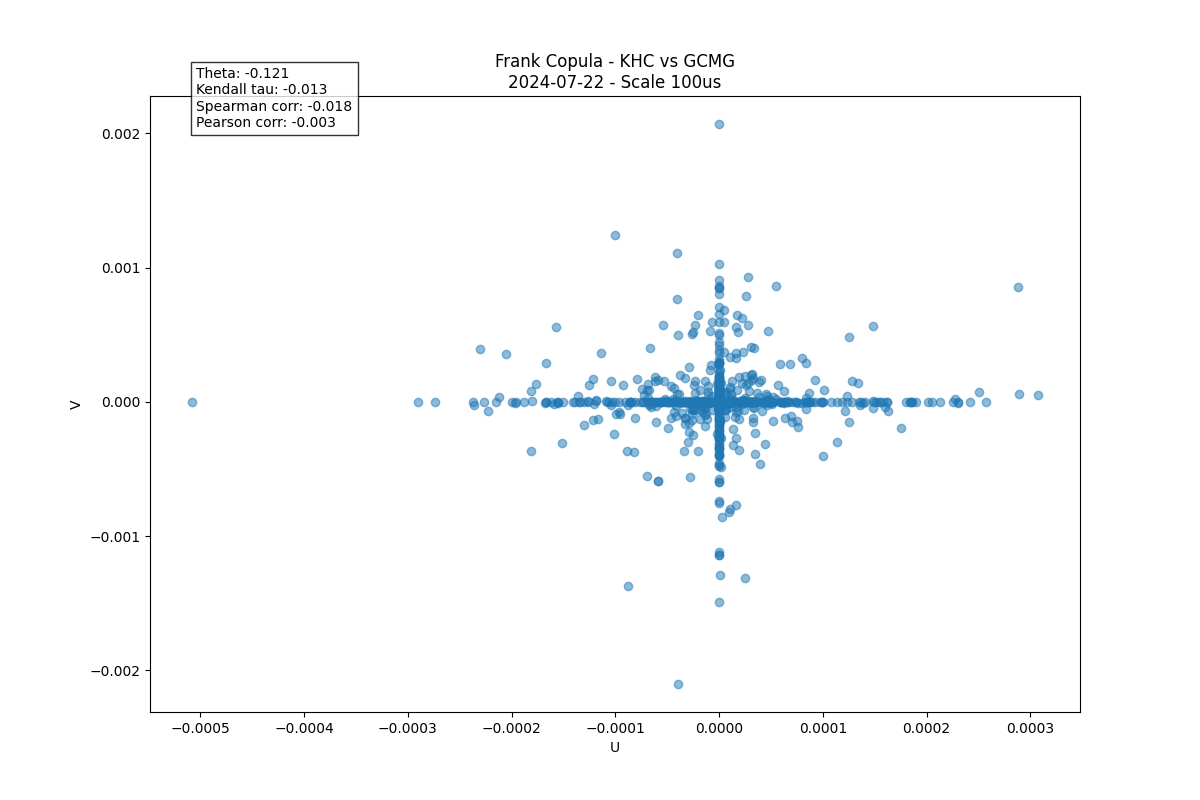 Frank Copula - KHC vs GCMG
2024-07-22 - Scale 100us
Theta: -0.121
Kendall tau: -0.013
Spearman corr: -0.018
Pearson corr: -0.003
V
0.002
0.001
0.000
−0.001
−0.002
−0.0005 −0.0004 −0.0003 −0.0002 −0.0001 0.0000 0.0001 0.0002 0.0003
U